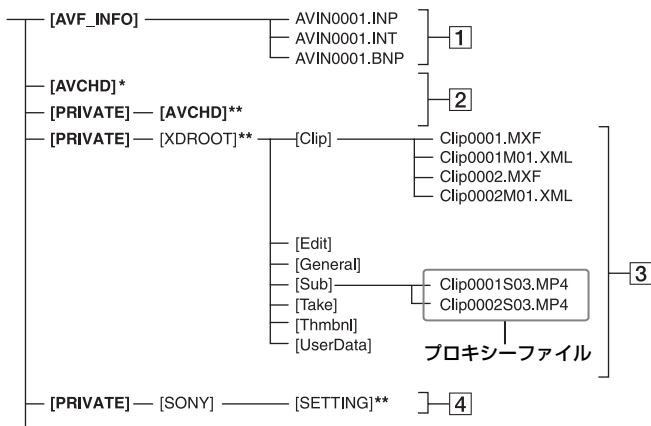 [AVF_INFO] AVIN0001.INP
AVIN0001.INT 1
AVIN0001.BNP
[AVCHD]*
2
[PRIVATE] [AVCHD]**
[PRIVATE] [XDROOT]** [Clip] Clip0001.MXF
Clip0001M01.XML
Clip0002.MXF
Clip0002M01.XML
[Edit]
[General] 3
[Sub] Clip0001S03.MP4
[Take] Clip0002S03.MP4
[Thmbnl]
[UserData] プロキシーファイル
[PRIVATE] [SONY] [SETTING]** 4